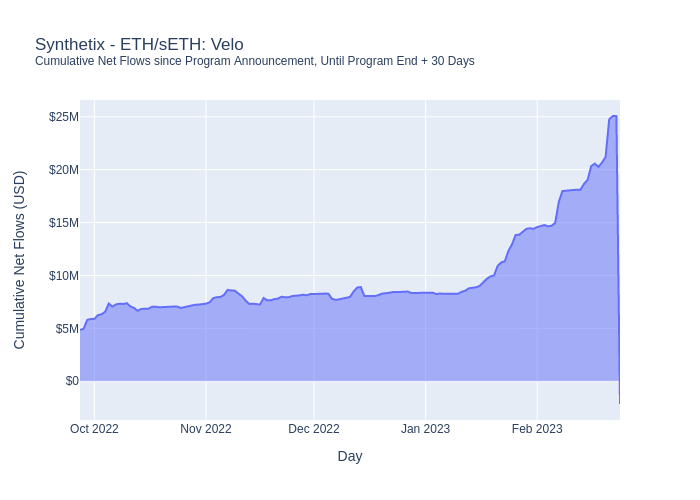 Synthetix - ETH/sETH: Velo
Cumulative Net Flows since Program Announcement, Until Program End + 30 Days
Cumulative Net Flows (USD)
$25M
$20M
$15M
$10M
$5M
$0
Oct 2022
Nov 2022
Dec 2022
Jan 2023
Feb 2023
Day